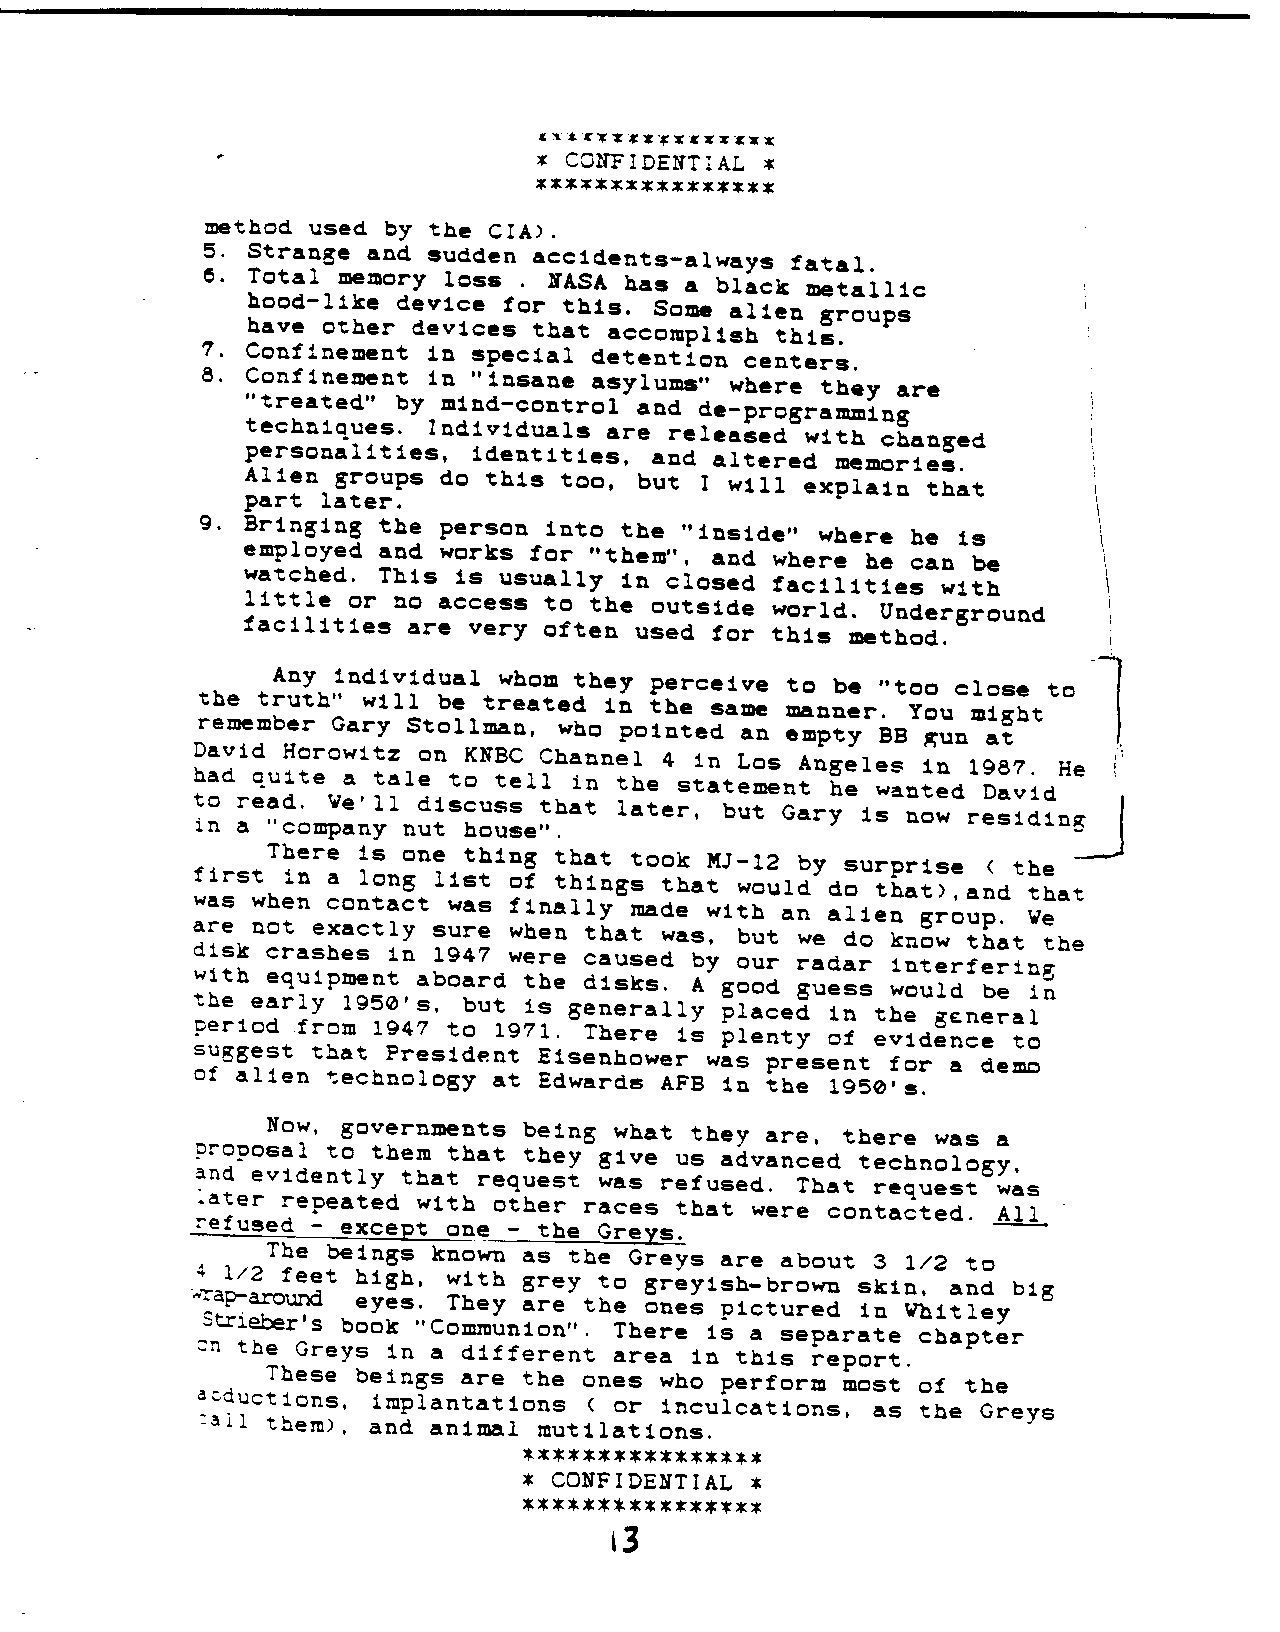 ****************
* CONFIDENTIAL *
****************
method used by the CIA).
5. Strange and sudden accidents-always fatal.
6. Total memory loss . NASA has a black metallic
hood-like device for this. Some alien groups
have other devices that accomplish this.
7. Confinement in special detention centers.
8. Confinement in "insane asylums" where they are
"treated" by mind-control and de-programming
techniques. Individuals are released with changed
personalities, identities, and altered memories.
Alien groups do this too, but I will explain that
part later.
9. Bringing the person into the "inside" where he is
employed and works for "them", and where he can be
watched. This is usually in closed facilities with
little or no access to the outside world. Underground
facilities are very often used for this method.
Any individual whom they perceive to be "too close to
the truth" will be treated in the same manner. You might
remember Gary Stollman, who pointed an empty BB gun at
David Horowitz on KNBC Channel 4 in Los Angeles in 1987. He
had quite a tale to tell in the statement he wanted David
to read. We'll discuss that later, but Gary is now residing
in a "company nut house".
There is one thing that took MJ-12 by surprise ( the
first in a long list of things that would do that),and that
was when contact was finally made with an alien group. We
are not exactly sure when that was, but we do know that the
disk crashes in 1947 were caused by our radar interfering
with equipment aboard the disks. A good guess would be in
the early 1950's, but is generally placed in the general
period from 1947 to 1971. There is plenty of evidence to
suggest that President Eisenhower was present for a demo
of alien technology at Edwards AFB in the 1950's.
Now, governments being what they are, there was a
proposal to them that they give us advanced technology,
and evidently that request was refused. That request was
later repeated with other races that were contacted. All
refused - except one - the Greys.
The beings known as the Greys are about 3 1/2 to
4 1/2 feet high, with grey to greyish-brown skin, and big
wrap-around eyes. They are the ones pictured in Whitley
Strieber's book "Communion". There is a separate chapter
on the Greys in a different area in this report.
These beings are the ones who perform most of the
abductions, implantations ( or inculcations, as the Greys
call them), and animal mutilations.
****************
* CONFIDENTIAL *
****************
13